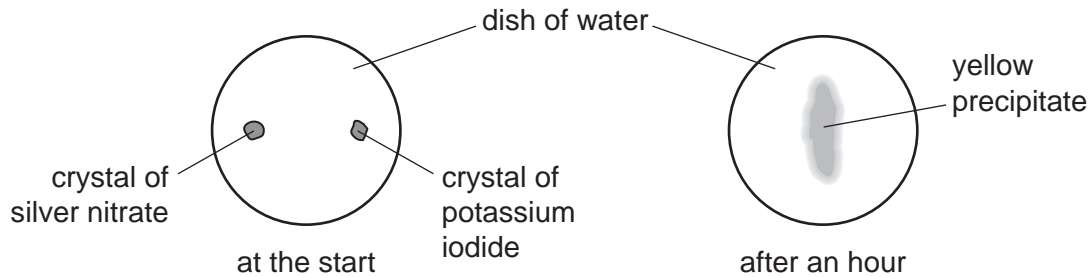 dish of water
yellow
precipitate
crystal of
silver nitrate
crystal of
potassium
iodide
at the start
after an hour